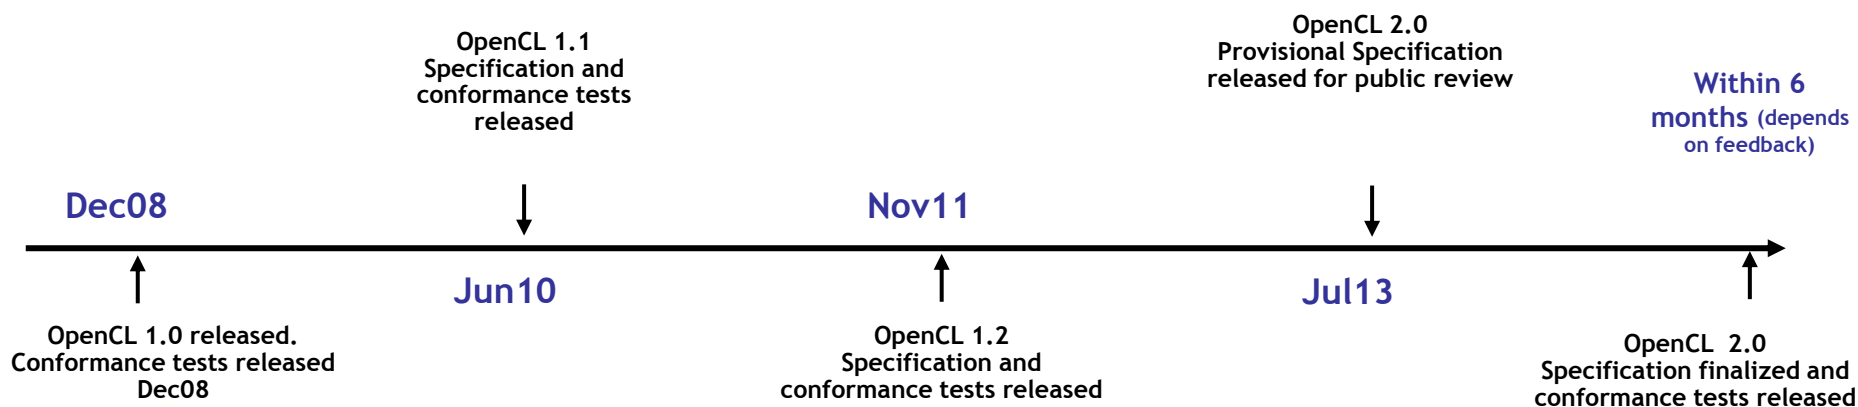 OpenCL 1.1
Specification and
conformance tests
released
OpenCL 2.0
Provisional Specification
released for public review
Within 6
months (depends
on feedback)
Dec08
Nov11
Jun10
Jul13
OpenCL 1.0 released.
Conformance tests released
Dec08
OpenCL 1.2
Specification and
conformance tests released
OpenCL 2.0
Specification finalized and
conformance tests released